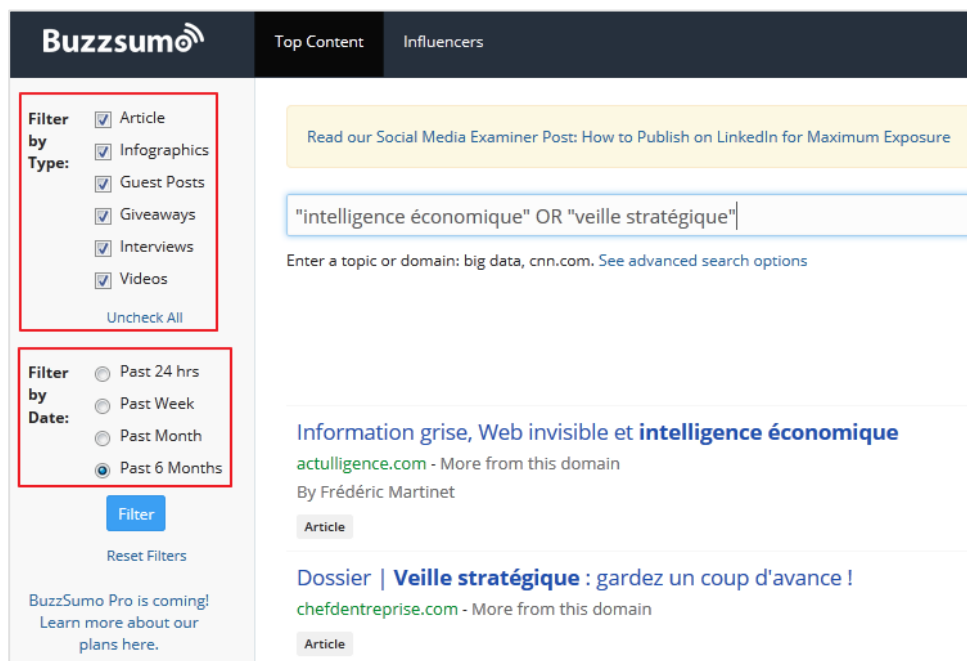 Buzzsumo
Top Content
Influencers
Filter by Type:
Article
Infographics
Guest Posts
Giveaways
Interviews
Videos
Uncheck All
Filter by Date:
Past 24 hrs
Past Week
Past Month
Past 6 Months
Filter
Reset Filters
BuzzSumo Pro is coming!
Learn more about our
plans here.
Read our Social Media Examiner Post: How to Publish on LinkedIn for Maximum Exposure
"intelligence économique" OR "veille stratégique"
Enter a topic or domain: big data, cnn.com. See advanced search options
Information grise, Web invisible et intelligence économique
actulligence.com - More from this domain
By Frédéric Martinet
Article
Dossier | Veille stratégique : gardez un coup d'avance !
chefdentreprise.com - More from this domain
Article